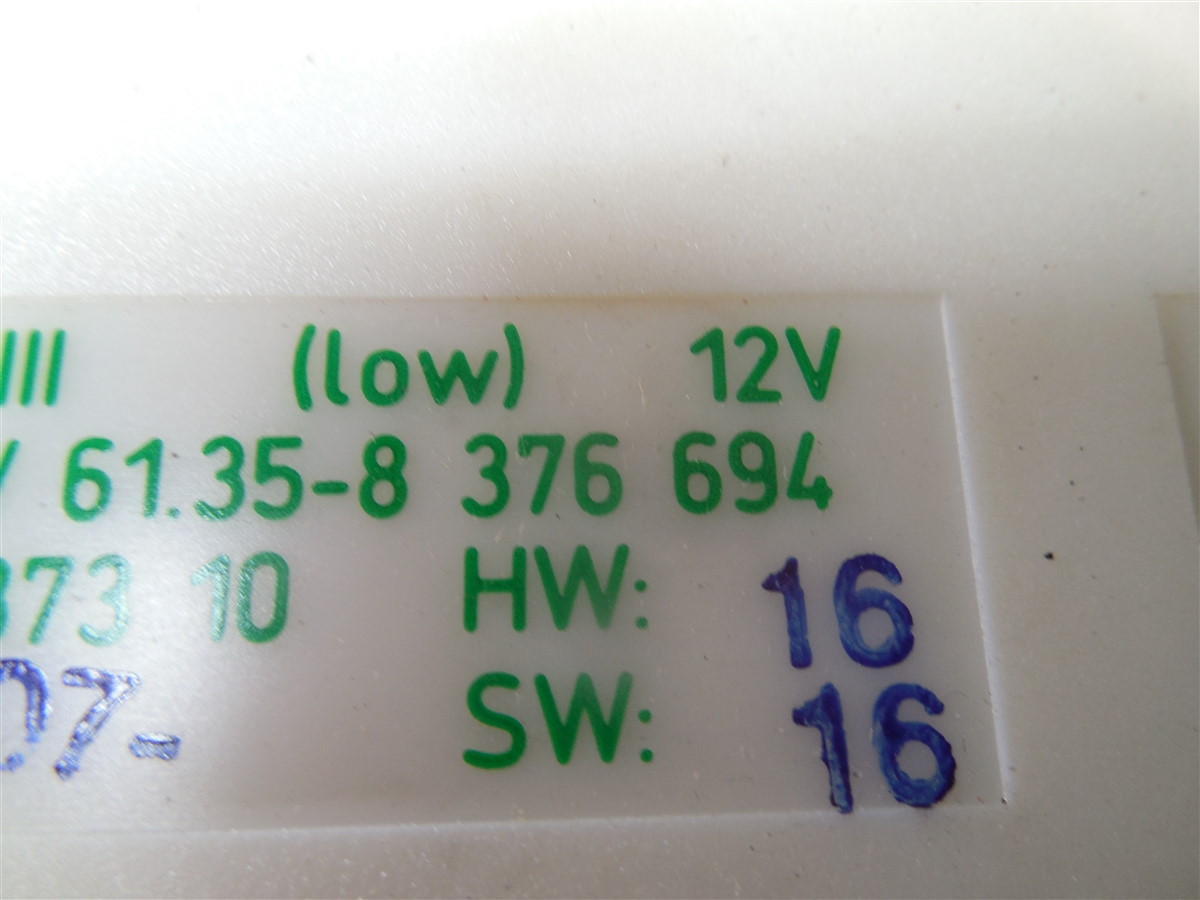 III (low) 12V
61.35-8 376 694
373 10 HW: 16
07- SW: 16